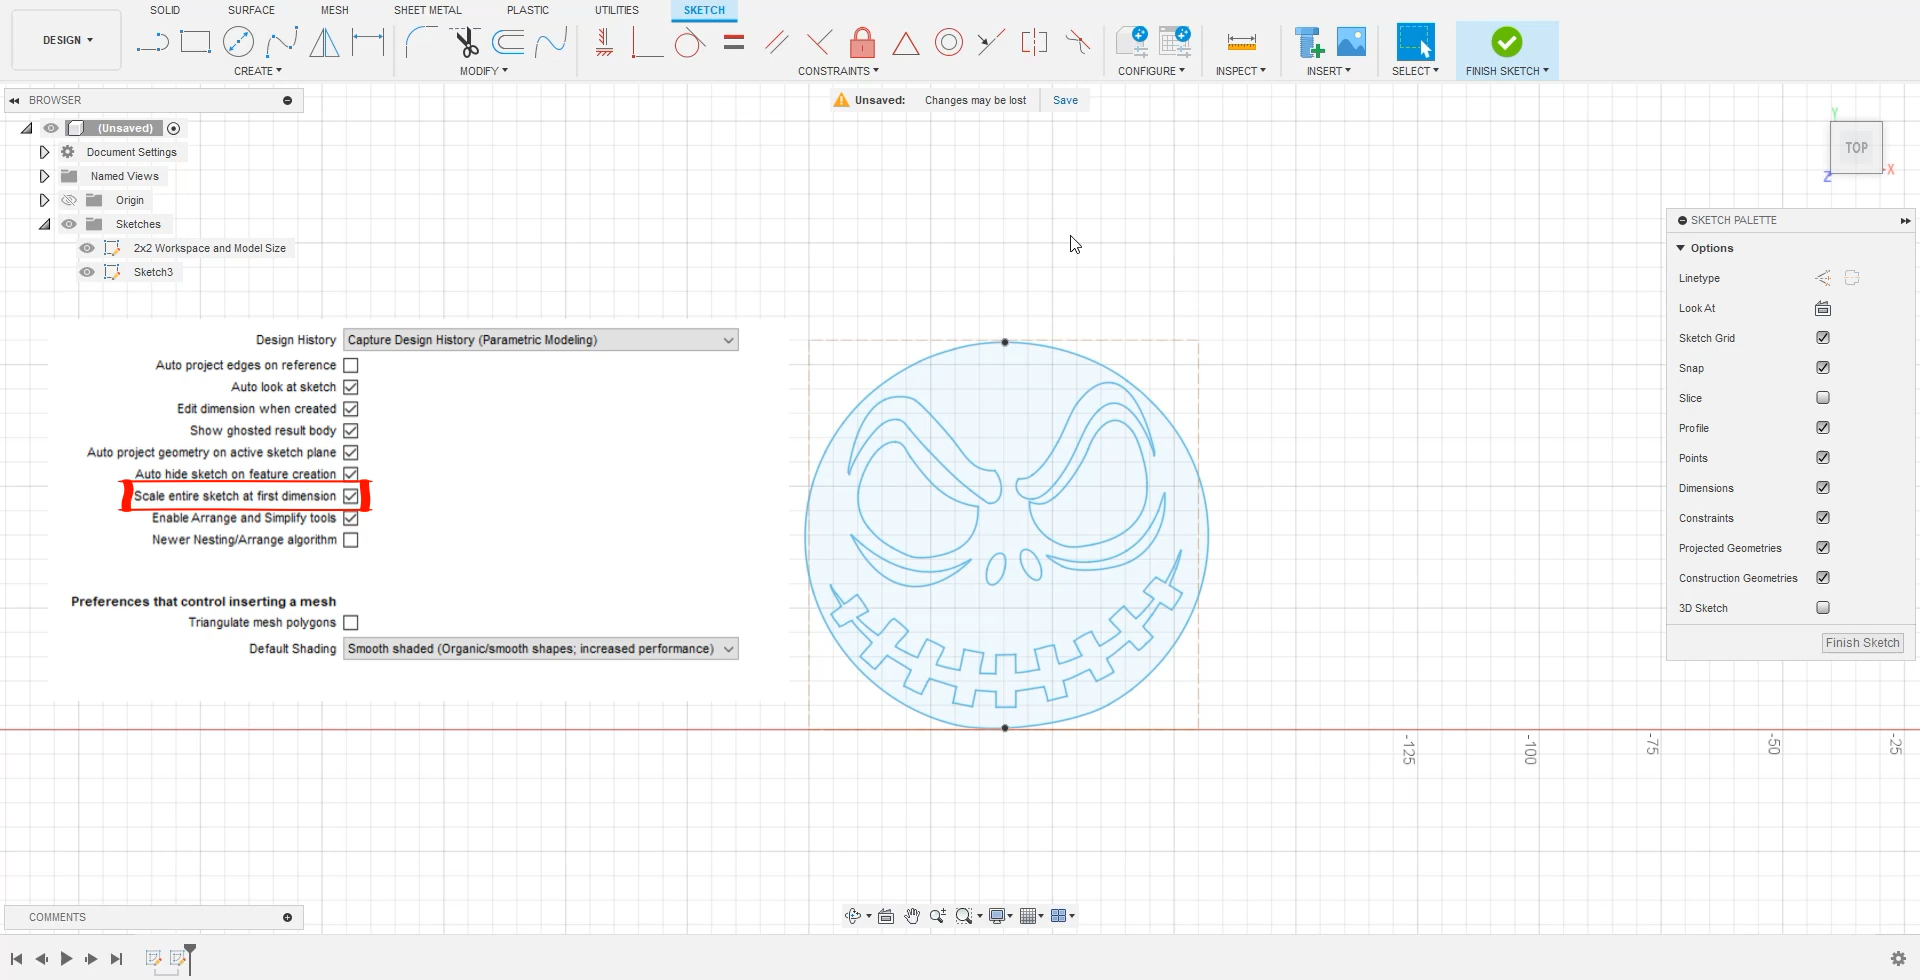 SOLID SURFACE MESH SHEET METAL PLASTIC UTILITIES SKETCH
DESIGN
CREATE MODIFY CONSTRAINTS CONFIGURE INSPECT INSERT SELECT FINISH SKETCH
BROWSER
Unsaved: Changes may be lost Save
(Unsaved)
Document Settings
Named Views
Origin
Sketches
2x2 Workspace and Model Size
Sketch3
Y
TOP
X
Z
SKETCH PALETTE
Options
Linetype
Look At
Sketch Grid
Snap
Slice
Profile
Points
Dimensions
Constraints
Projected Geometries
Construction Geometries
3D Sketch
Finish Sketch
Design History Capture Design History (Parametric Modeling)
Auto project edges on reference
Auto look at sketch
Edit dimension when created
Show ghosted result body
Auto project geometry on active sketch plane
Auto hide sketch on feature creation
Scale entire sketch at first dimension
Enable Arrange and Simplify tools
Newer Nesting/Arrange algorithm
Preferences that control inserting a mesh
Triangulate mesh polygons
Default Shading Smooth shaded (Organic/smooth shapes; increased performance)
-125 -100 -75 -50 -25
COMMENTS